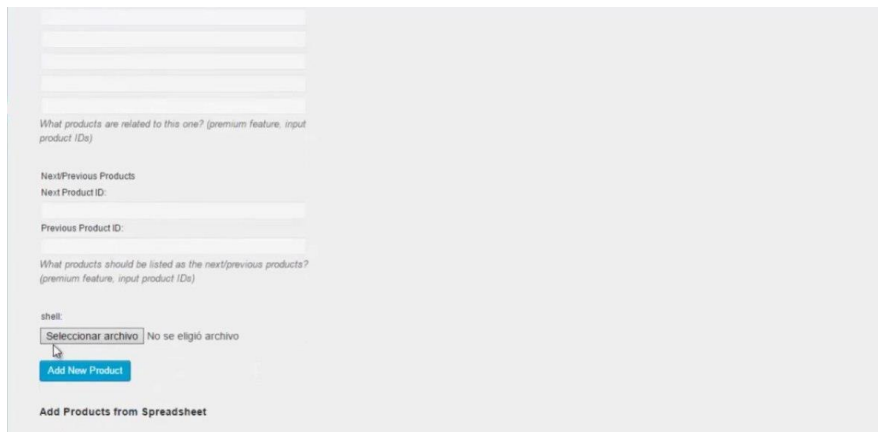 What products are related to this one? (premium feature, input
product IDs)
Next/Previous Products
Next Product ID:
Previous Product ID:
What products should be listed as the next/previous products?
(premium feature, input product IDs)
shell:
Seleccionar archivo No se eligió archivo
Add New Product
Add Products from Spreadsheet